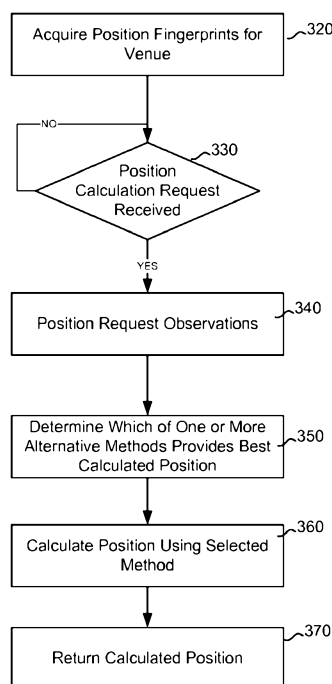 Acquire Position Fingerprints for
Venue
320
NO
330
Position
Calculation Request
Received
YES
Position Request Observations
340
Determine Which of One or More
Alternative Methods Provides Best
Calculated Position
350
Calculate Position Using Selected
Method
360
Return Calculated Position
370